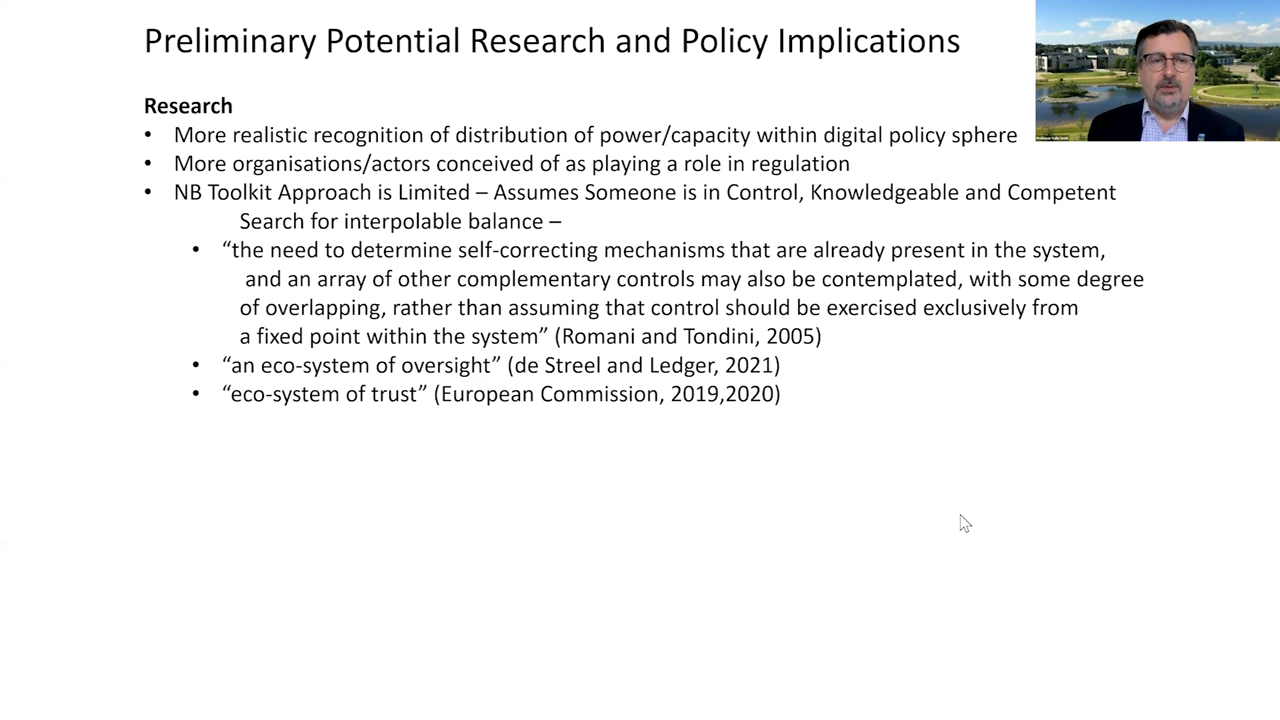 Preliminary Potential Research and Policy Implications
Research
• More realistic recognition of distribution of power/capacity within digital policy sphere
• More organisations/actors conceived of as playing a role in regulation
• NB Toolkit Approach is Limited – Assumes Someone is in Control, Knowledgeable and Competent
Search for interpolable balance –
• “the need to determine self-correcting mechanisms that are already present in the system,
and an array of other complementary controls may also be contemplated, with some degree
of overlapping, rather than assuming that control should be exercised exclusively from
a fixed point within the system” (Romani and Tondini, 2005)
• “an eco-system of oversight” (de Streel and Ledger, 2021)
• “eco-system of trust” (European Commission, 2019,2020)